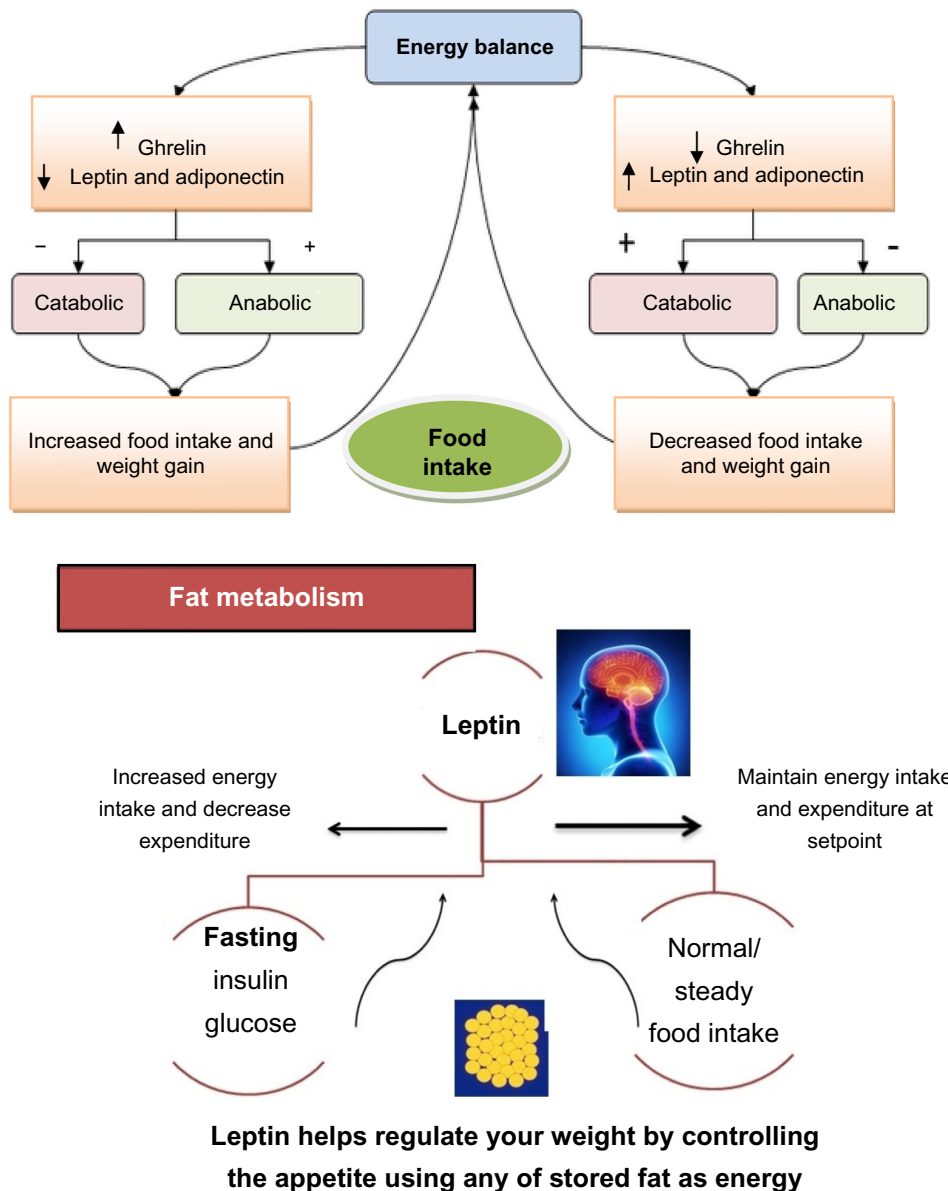 Energy balance
Ghrelin
Leptin and adiponectin
Ghrelin
Leptin and adiponectin
− +
+ -
Catabolic
Anabolic
Catabolic
Anabolic
Increased food intake and
weight gain
Food
intake
Decreased food intake
and weight gain
Fat metabolism
Leptin
Increased energy
intake and decrease
expenditure
Maintain energy intake
and expenditure at
setpoint
Fasting
insulin
glucose
Normal/
steady
food intake
Leptin helps regulate your weight by controlling
the appetite using any of stored fat as energy